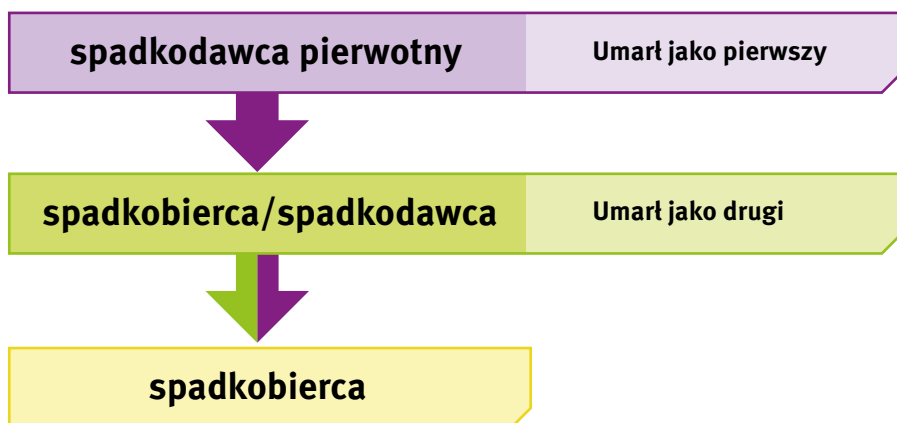 spadkodawca pierwotny
Umarł jako pierwszy
spadkobierca/spadkodawca
Umarł jako drugi
spadkobierca